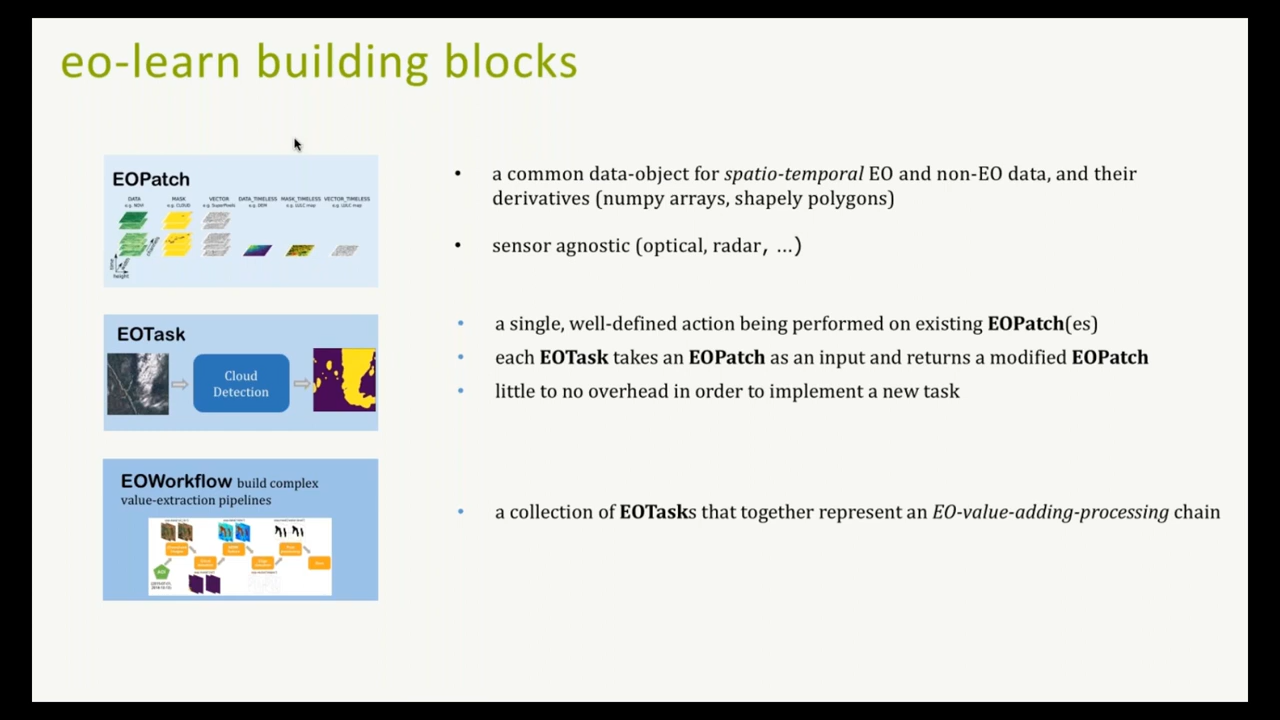 eo-learn building blocks
EOPatch
DATA MASK VECTOR DATA_TIMELESS MASK_TIMELESS VECTOR_TIMELESS
e.g. NDVI e.g. CLOUD e.g. SuperPixels e.g. DEM e.g. LULC map e.g. LULC map
height
• a common data-object for spatio-temporal EO and non-EO data, and their
derivatives (numpy arrays, shapely polygons)
• sensor agnostic (optical, radar, ...)
EOTask
Cloud
Detection
• a single, well-defined action being performed on existing EOPatch(es)
• each EOTask takes an EOPatch as an input and returns a modified EOPatch
• little to no overhead in order to implement a new task
EOWorkflow build complex
value-extraction pipelines
• a collection of EOTasks that together represent an EO-value-adding-processing chain